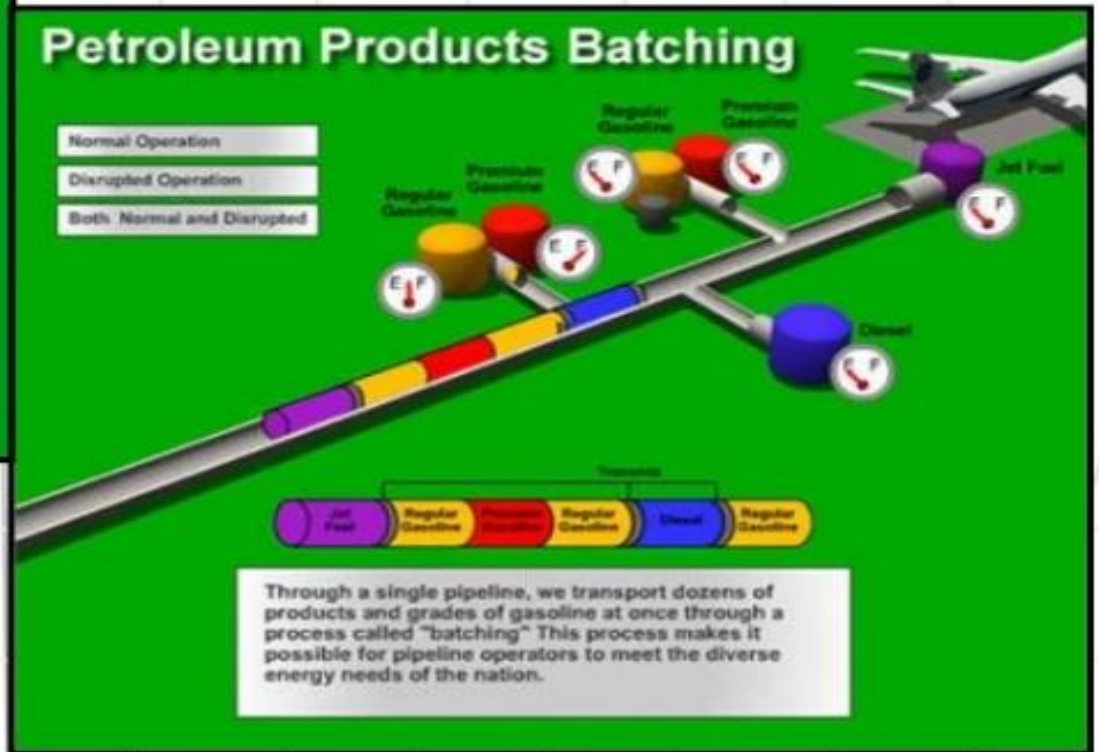 Petroleum Products Batching
Normal Operation
Disrupted Operation
Both Normal and Disrupted
Regular
Gasoline
Premium
Gasoline
Regular
Gasoline
Premium
Gasoline
Jet Fuel
E F
E F
E F
E F
E F
Diesel
E F
Transmix
Jet
Fuel
Regular
Gasoline
Premium
Gasoline
Regular
Gasoline
Diesel
Regular
Gasoline
Through a single pipeline, we transport dozens of
products and grades of gasoline at once through a
process called "batching" This process makes it
possible for pipeline operators to meet the diverse
energy needs of the nation.